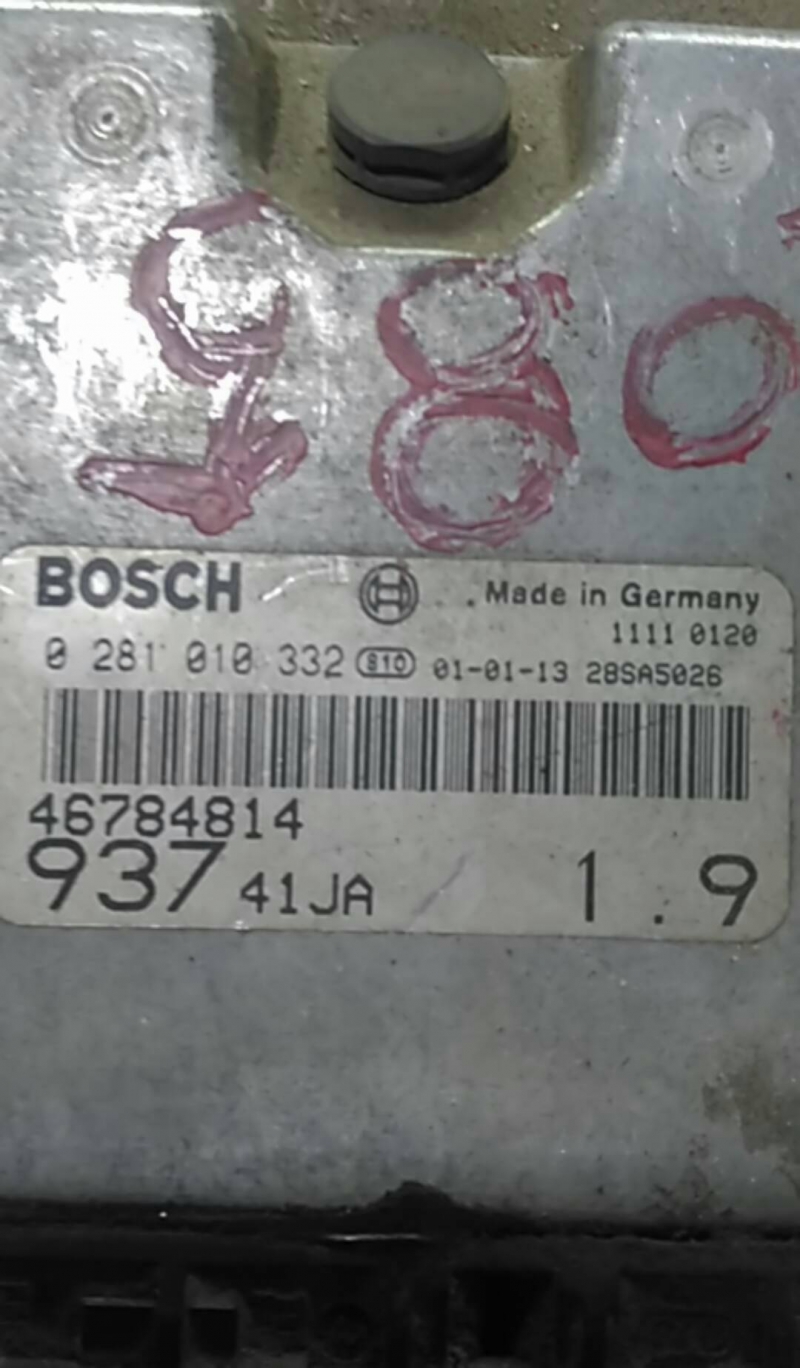 980
BOSCH
. Made in Germany
1111 0120
0 281 010 332 S10 01-01-13 28SA5026
46784814
937 41JA 1.9